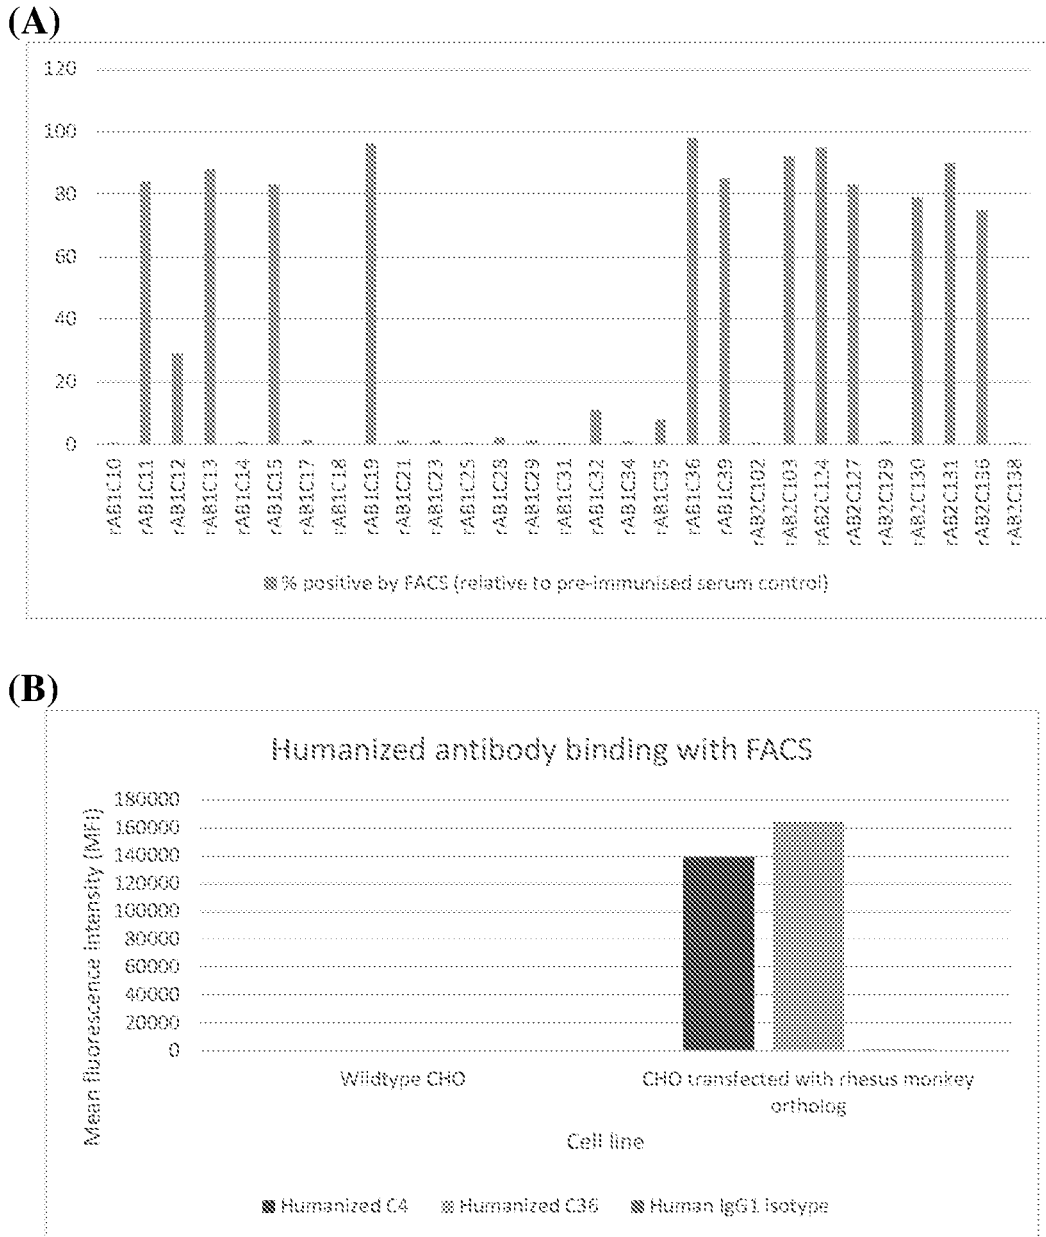 (A)
120
100
80
60
40
20
0
rAB1C10
rAB1C11
rAB1C12
rAB1C13
rAB1C14
rAB1C15
rAB1C17
rAB1C18
rAB1C19
rAB1C21
rAB1C23
rAB1C25
rAB1C28
rAB1C29
rAB1C31
rAB1C32
rAB1C34
rAB1C35
rAB1C36
rAB1C39
rAB2C102
rAB2C103
rAB2C124
rAB2C127
rAB2C129
rAB2C130
rAB2C131
rAB2C136
rAB2C138
% positive by FACS (relative to pre-immunised serum control)
(B)
Humanized antibody binding with FACS
Mean fluorescence intensity (MFI)
180000
160000
140000
120000
100000
80000
60000
40000
20000
0
Wildtype CHO
CHO transfected with rhesus monkey
ortholog
Cell line
Humanized C4
Humanized C36
Human IgG1 isotype